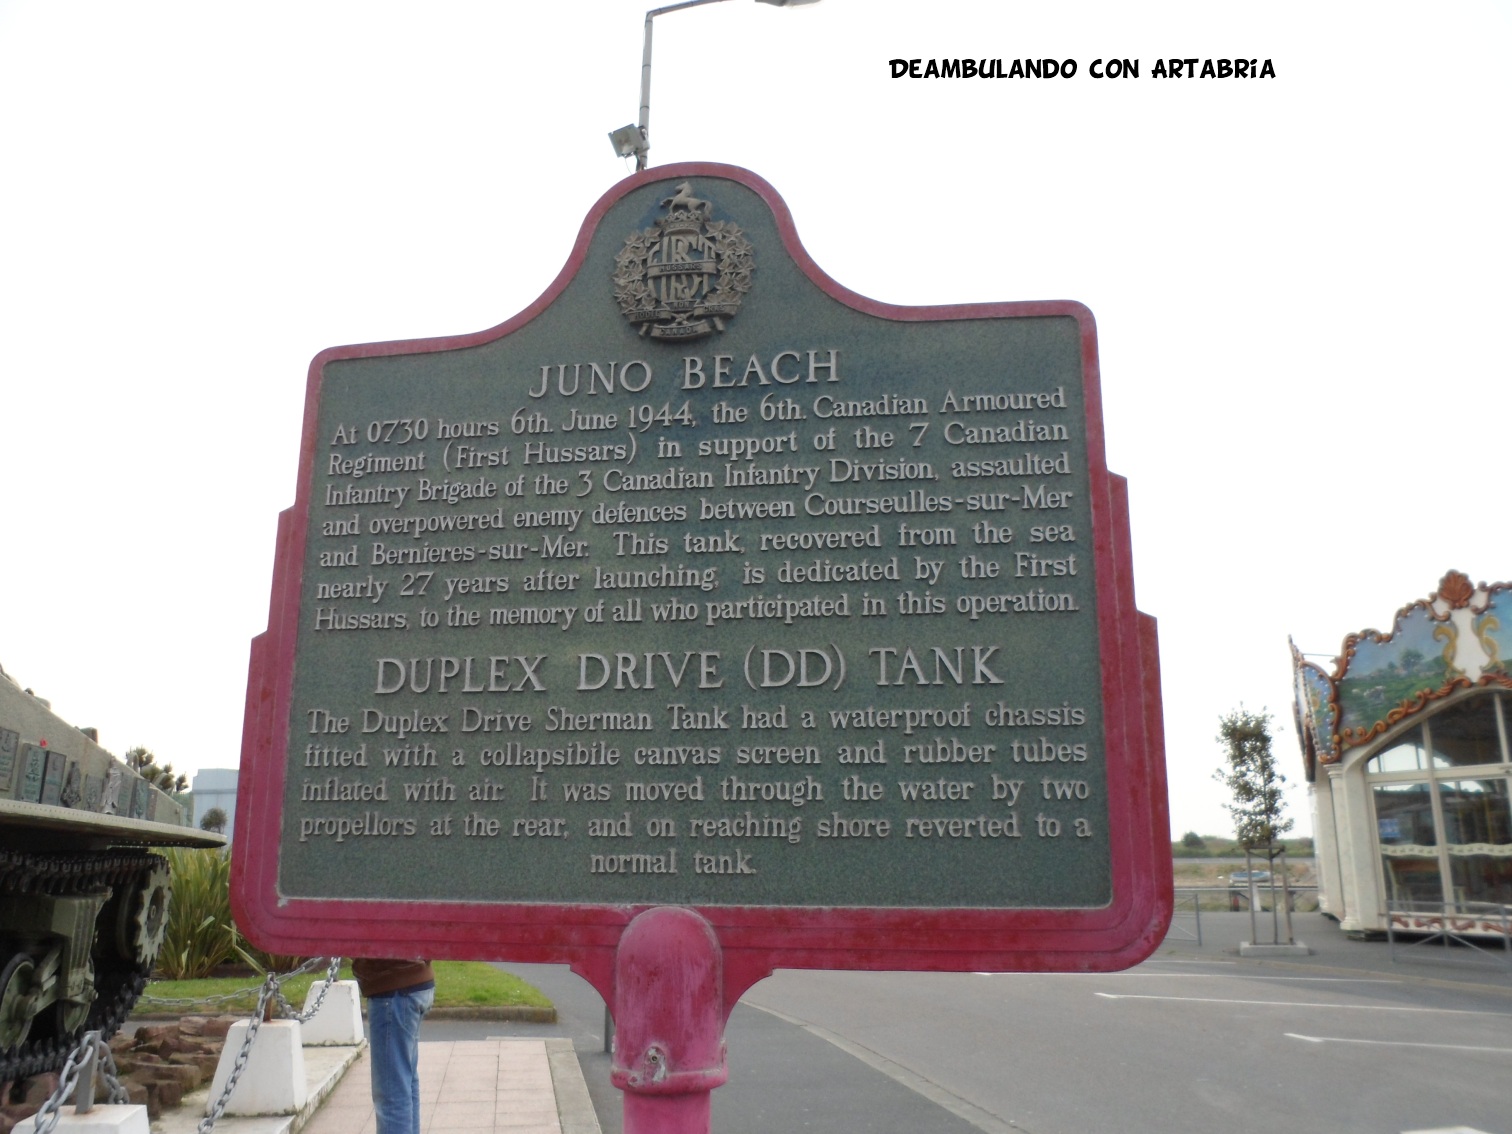 DEAMBULANDO CON ARTABRÍA
HUSSARS
CANADA
JUNO BEACH
At 0730 hours 6th. June 1944, the 6th. Canadian Armoured
Regiment (First Hussars) in support of the 7 Canadian
Infantry Brigade of the 3 Canadian Infantry Division, assaulted
and overpowered enemy defences between Courseulles-sur-Mer
and Bernieres-sur-Mer. This tank, recovered from the sea
nearly 27 years after launching, is dedicated by the First
Hussars, to the memory of all who participated in this operation.
DUPLEX DRIVE (DD) TANK
The Duplex Drive Sherman Tank had a waterproof chassis
fitted with a collapsibile canvas screen and rubber tubes
inflated with air. It was moved through the water by two
propellors at the rear, and on reaching shore reverted to a
normal tank.